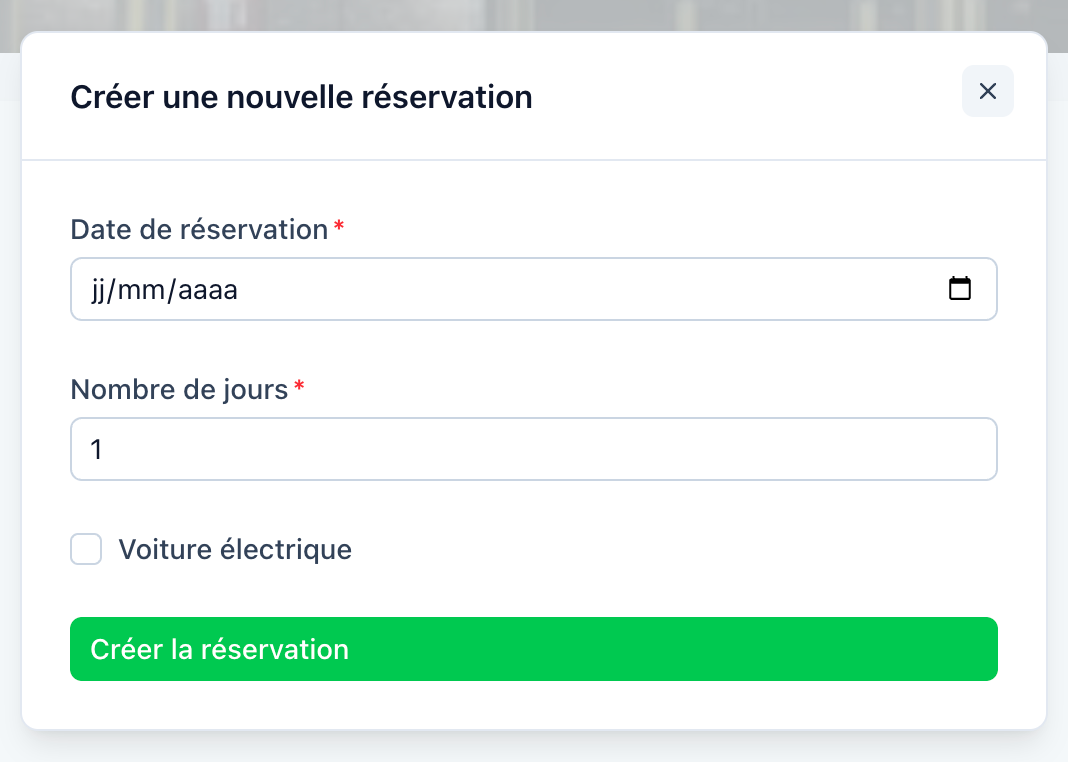 Créer une nouvelle réservation
Date de réservation*
jj/mm/aaaa
Nombre de jours*
1
Voiture électrique
Créer la réservation